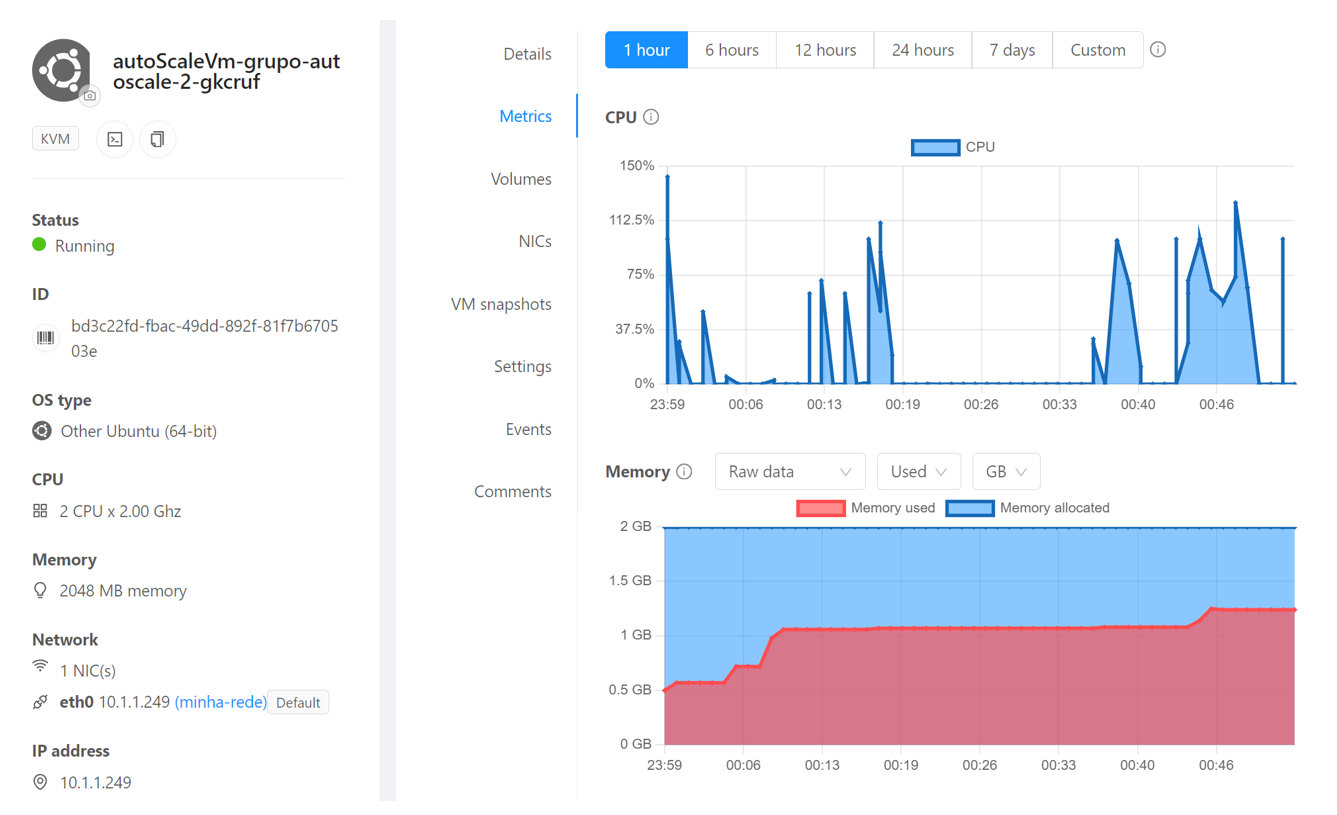 autoScaleVm-grupo-aut
oscale-2-gkcruf
KVM
Status
Running
ID
bd3c22fd-fbac-49dd-892f-81f7b6705
03e
OS type
Other Ubuntu (64-bit)
CPU
2 CPU x 2.00 Ghz
Memory
2048 MB memory
Network
1 NIC(s)
eth0 10.1.1.249 (minha-rede) Default
IP address
10.1.1.249
Details
Metrics
Volumes
NICs
VM snapshots
Settings
Events
Comments
1 hour 6 hours 12 hours 24 hours 7 days Custom
CPU
CPU
150%
112.5%
75%
37.5%
0%
23:59 00:06 00:13 00:19 00:26 00:33 00:40 00:46
Memory Raw data Used GB
Memory used Memory allocated
2 GB
1.5 GB
1 GB
0.5 GB
0 GB
23:59 00:06 00:13 00:19 00:26 00:33 00:40 00:46